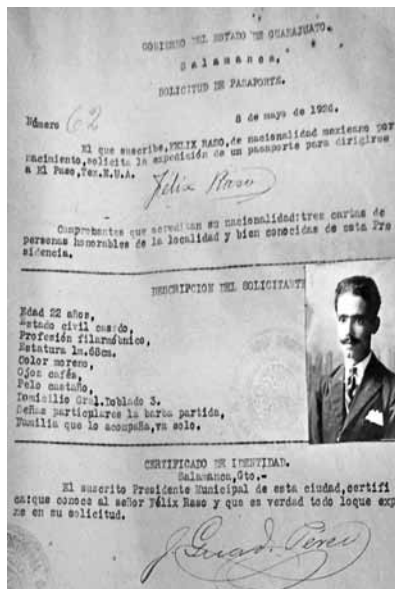 GOBIERNO DEL ESTADO DE GUANAJUATO.
Salamanca,
SOLICITUD DE PASAPORTE.
Número 62
8 de mayo de 1926.
El que suscribe,FELIX RASO,de nacionalidad mexicano por
nacimiento,solicita la expedición de un pasaporte para dirigirse
a El Paso,Tex.E.U.A.
Félix Raso
Comprobantes que acreditan su nacionalidad:tres cartas de
personas honorables de la localidad y bien conocidas de esta Pre
sidencia.
DESCRIPCION DEL SOLICITANTE
Edad 22 años,
Estado civil casado,
Profesión filarmónico,
Estatura 1m.68cm.
Color moreno,
Ojos cafés,
Pelo castaño,
Domicilio Gral.Doblado 3.
Señas particulares la barba partida,
Familia que lo acompaña,va solo.
CERTIFICADO DE IDENTIDAD.
Salamanca,Gto.-
El suscrito Presidente Municipal de esta ciudad,certifi
ca:que conoce al señor Félix Raso y que es verdad todo loque exp
ne en su solicitud.
J. Guad. Pérez